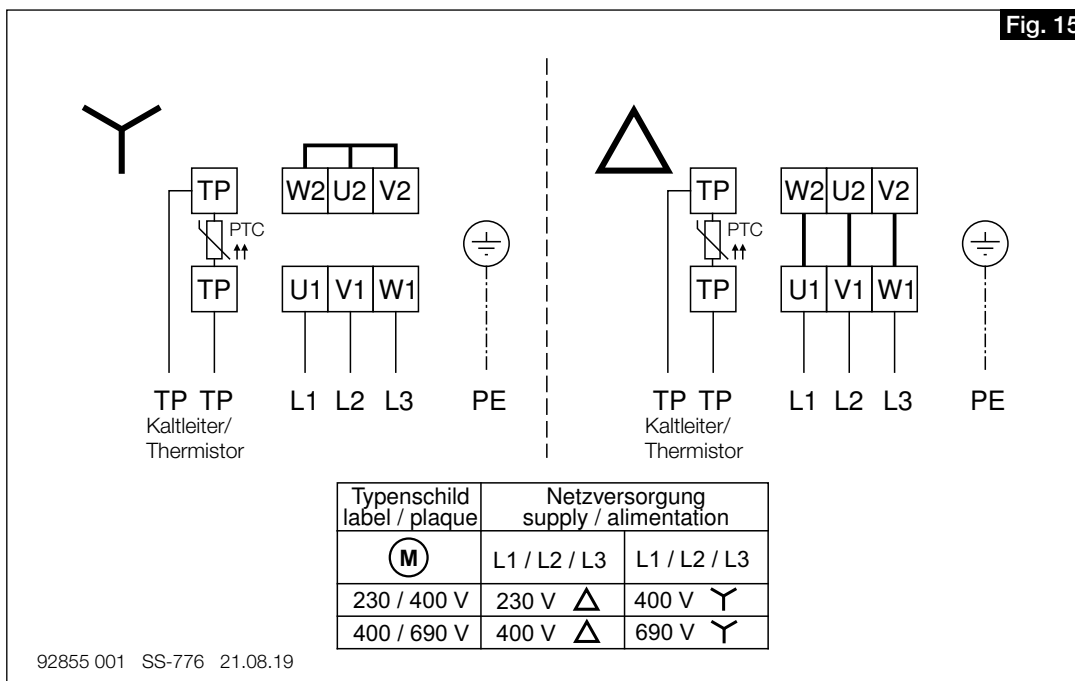 Fig. 15
TP W2 U2 V2
PTC
TP U1 V1 W1
TP TP L1 L2 L3 PE
Kaltleiter/
Thermistor
TP W2 U2 V2
PTC
TP U1 V1 W1
TP TP L1 L2 L3 PE
Kaltleiter/
Thermistor
Typenschild Netzversorgung
label / plaque supply / alimentation
M L1 / L2 / L3 L1 / L2 / L3
230 / 400 V 230 V 400 V
400 / 690 V 400 V 690 V
92855 001 SS-776 21.08.19